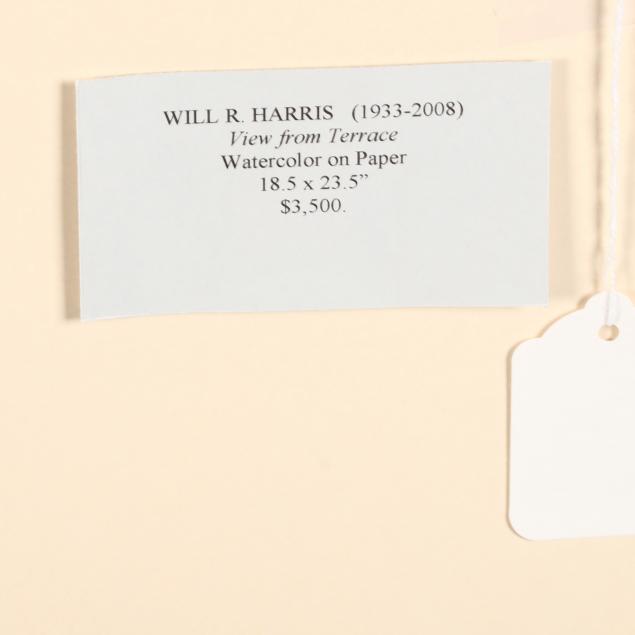 WILL R. HARRIS (1933-2008)
View from Terrace
Watercolor on Paper
18.5 x 23.5”
$3,500.